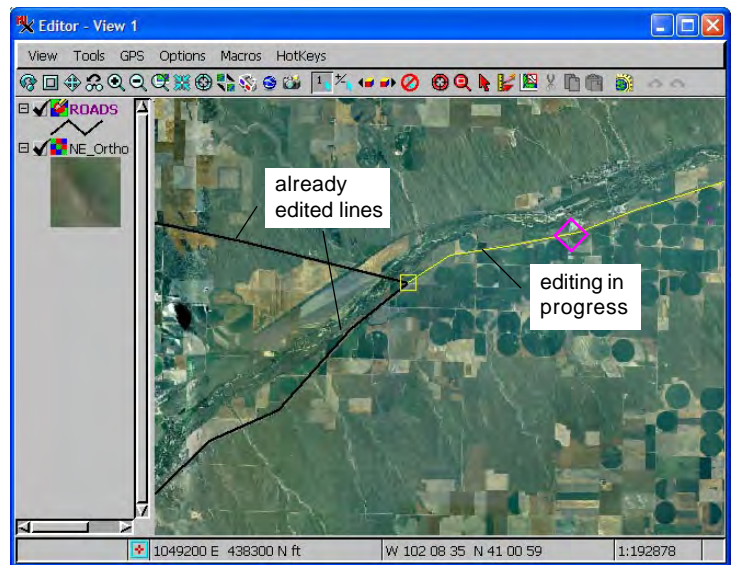 Editor - View 1
View Tools GPS Options Macros HotKeys
1
ROADS
NE_Ortho
already
edited lines
editing in
progress
1049200 E 438300 N ft W 102 08 35 N 41 00 59 1:192878